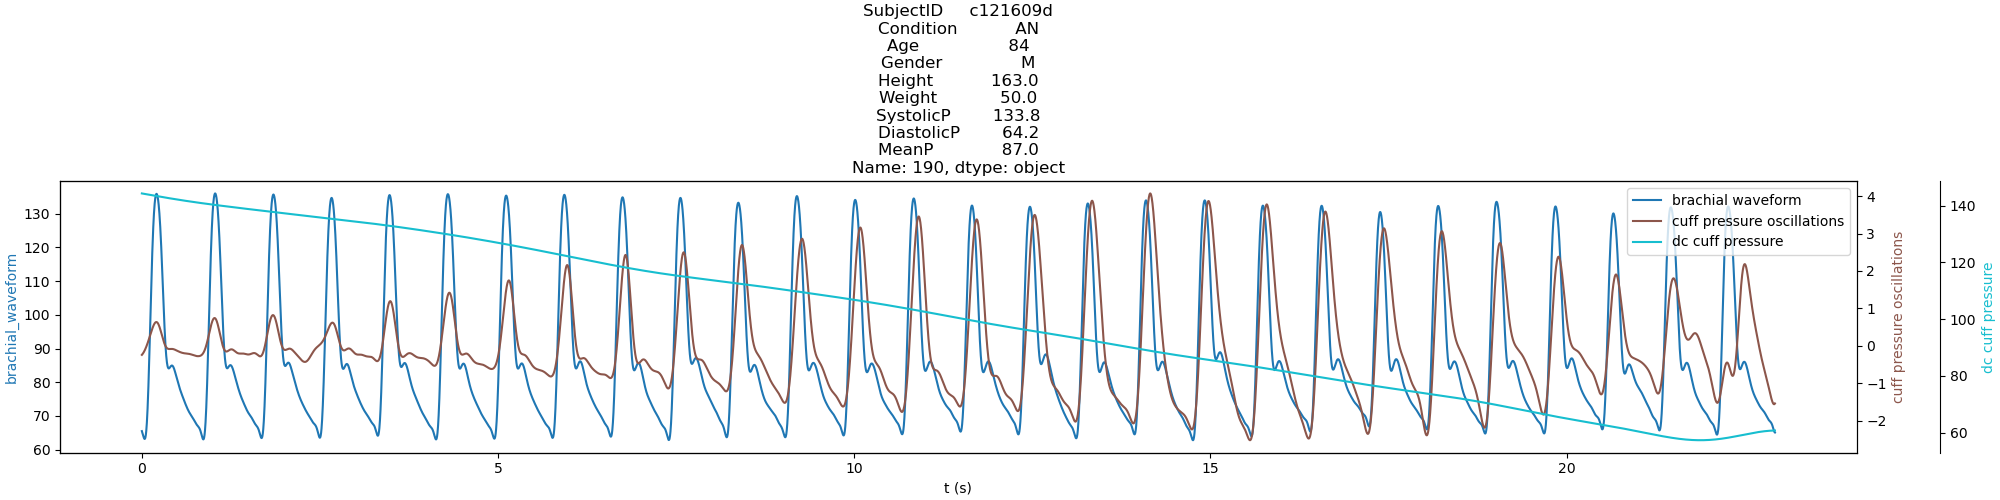 SubjectID c121609d
Condition AN
Age 84
Gender M
Height 163.0
Weight 50.0
SystolicP 133.8
DiastolicP 64.2
MeanP 87.0
Name: 190, dtype: object
brachial_waveform
130
120
110
100
90
80
70
60
brachial waveform
cuff pressure oscillations
dc cuff pressure
4
3
2
1
0
−1
−2
cuff pressure oscillations
140
120
100
80
60
dc cuff pressure
0 5 10 15 20
t (s)